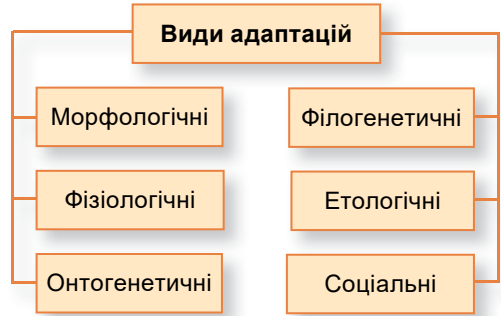 Види адаптацій
Морфологічні
Філогенетичні
Фізіологічні
Етологічні
Онтогенетичні
Соціальні